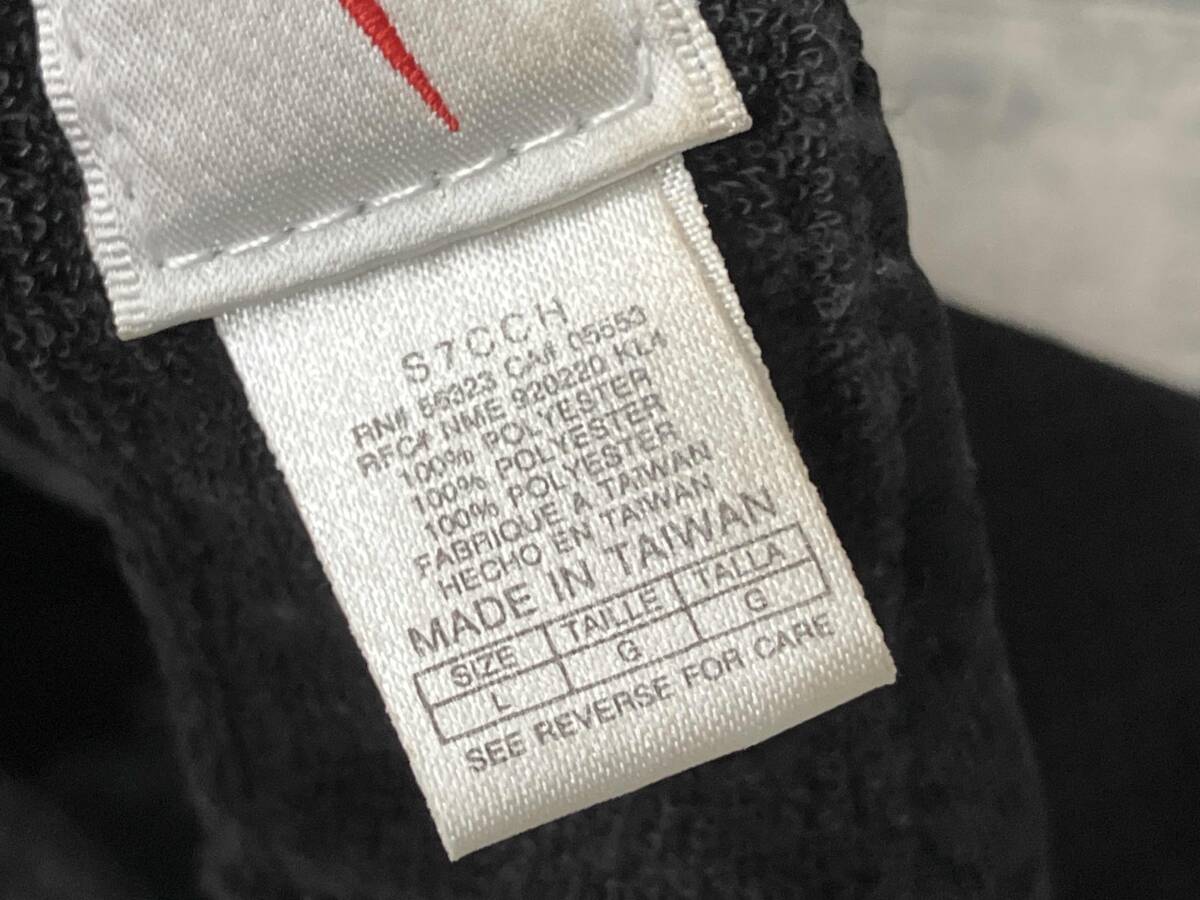 S7CCH
RN# 56323 CA# 05553
RFC# NME 920220 KL4
100% POLYESTER
100% POLYESTER
100% POLYESTER
FABRIQUE A TAIWAN
HECHO EN TAIWAN
MADE IN TAIWAN
SIZE TAILLE TALLA
L G G
SEE REVERSE FOR CARE